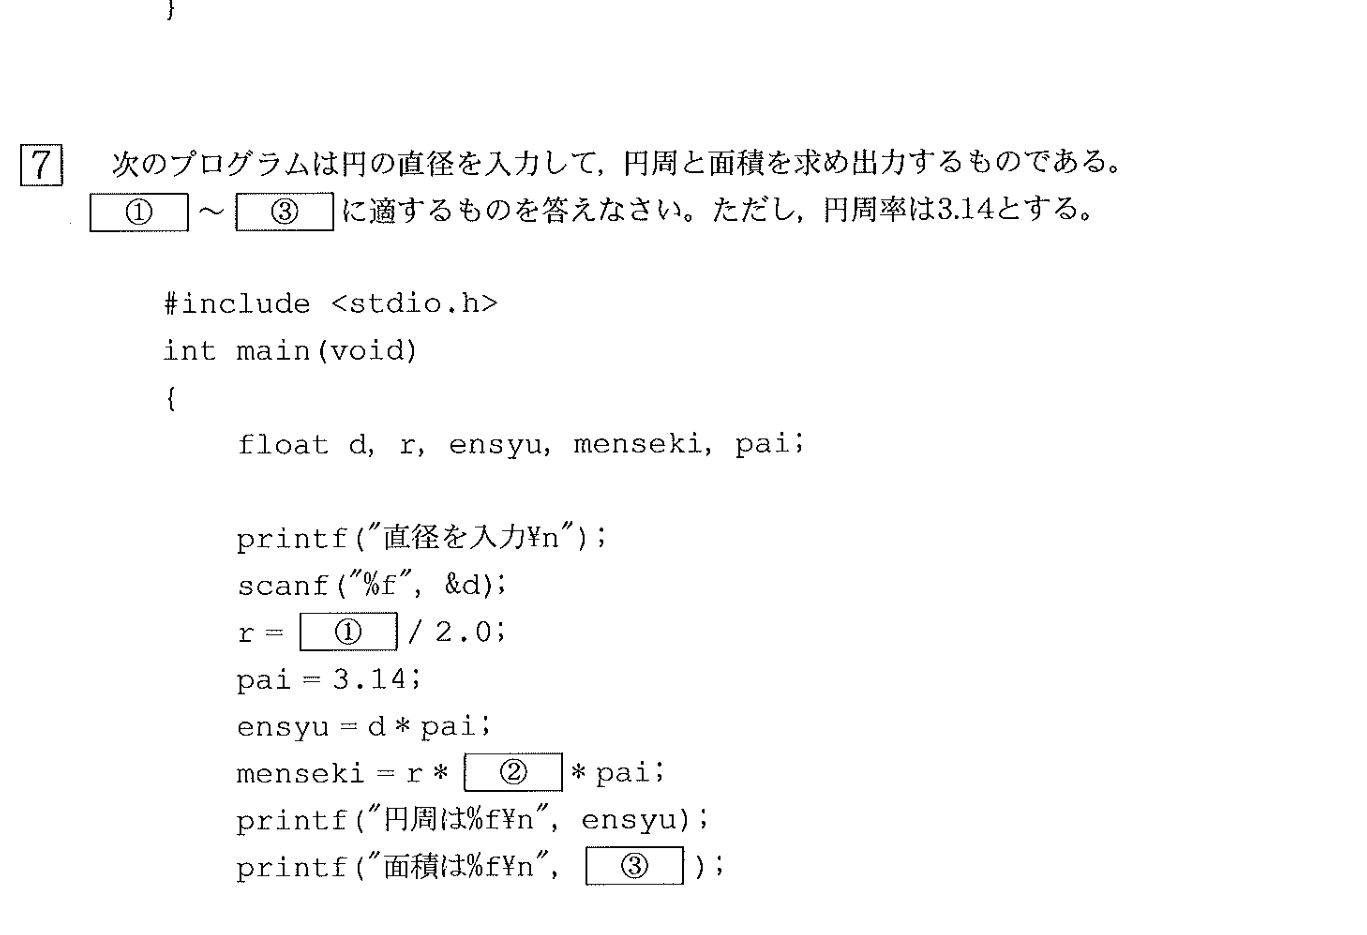 }
7 次のプログラムは円の直径を入力して，円周と面積を求め出力するものである。
① ～ ③ に適するものを答えなさい。ただし，円周率は3.14とする。
#include <stdio.h>
int main(void)
{
float d, r, ensyu, menseki, pai;
printf("直径を入力¥n");
scanf("%f", &d);
r = ① / 2.0;
pai = 3.14;
ensyu = d * pai;
menseki = r * ② * pai;
printf("円周は%f¥n", ensyu);
printf("面積は%f¥n", ③ );